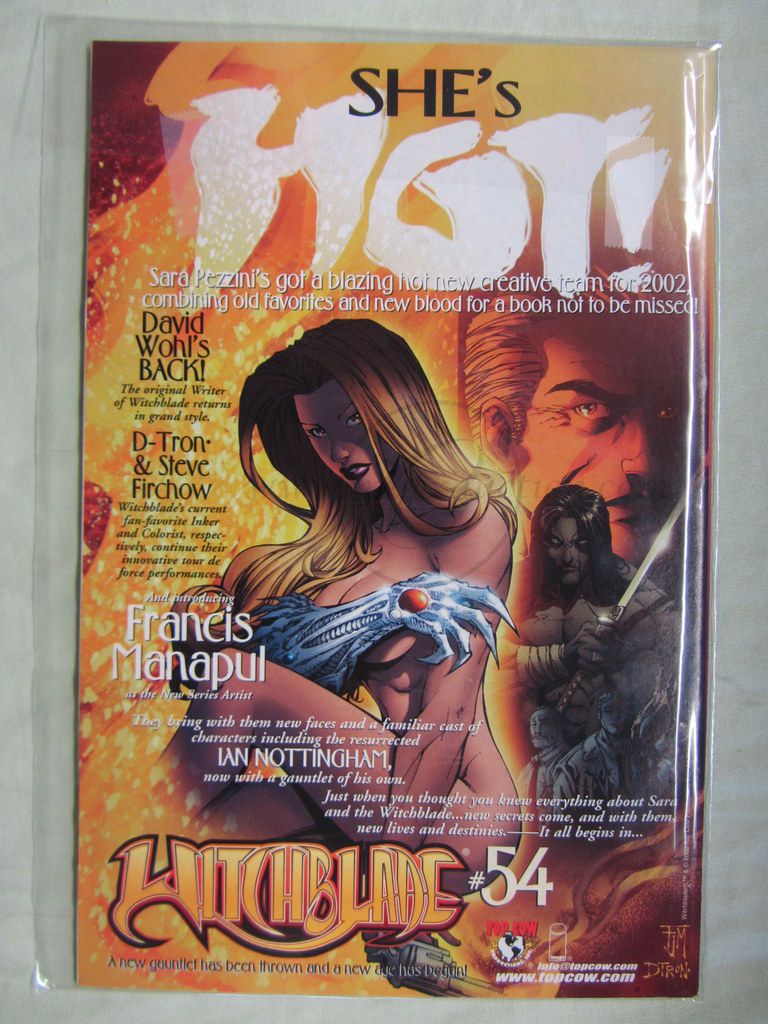 SHE's
HOT!
Sara Pezzini's got a blazing hot new creative team for 2002,
combining old favorites and new blood for a book not to be missed!
David
Wohl's
BACK!
The original Writer
of Witchblade returns
in grand style.
D-Tron
& Steve
Firchow
Witchblade's current
fan-favorite Inker
and Colorist, respec-
tively, continue their
innovative tour de
force performances.
And introducing
Francis
Manapul
as the New Series Artist
They bring with them new faces and a familiar cast of
characters including the resurrected
IAN NOTTINGHAM,
now with a gauntlet of his own.
Just when you thought you knew everything about Sara
and the Witchblade...new secrets come, and with them,
new lives and destinies.——It all begins in...
WITCHBLADE®
#54
A new gauntlet has been thrown and a new age has begun!
TOP COW
image
info@topcow.com
www.topcow.com
FJM
DTRON